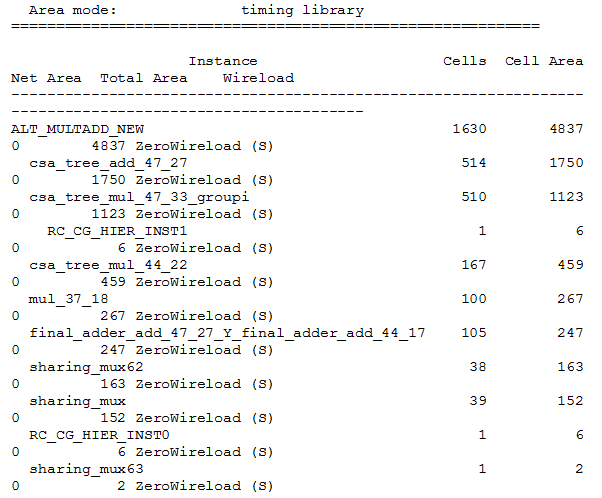 Area mode: timing library
============================================================
Instance Cells Cell Area
Net Area Total Area Wireload
-----------------------------------------------------------------
----------------------------------------
ALT_MULTADD_NEW 1630 4837
0 4837 ZeroWireload (S)
csa_tree_add_47_27 514 1750
0 1750 ZeroWireload (S)
csa_tree_mul_47_33_groupi 510 1123
0 1123 ZeroWireload (S)
RC_CG_HIER_INST1 1 6
0 6 ZeroWireload (S)
csa_tree_mul_44_22 167 459
0 459 ZeroWireload (S)
mul_37_18 100 267
0 267 ZeroWireload (S)
final_adder_add_47_27_Y_final_adder_add_44_17 105 247
0 247 ZeroWireload (S)
sharing_mux62 38 163
0 163 ZeroWireload (S)
sharing_mux 39 152
0 152 ZeroWireload (S)
RC_CG_HIER_INST0 1 6
0 6 ZeroWireload (S)
sharing_mux63 1 2
0 2 ZeroWireload (S)